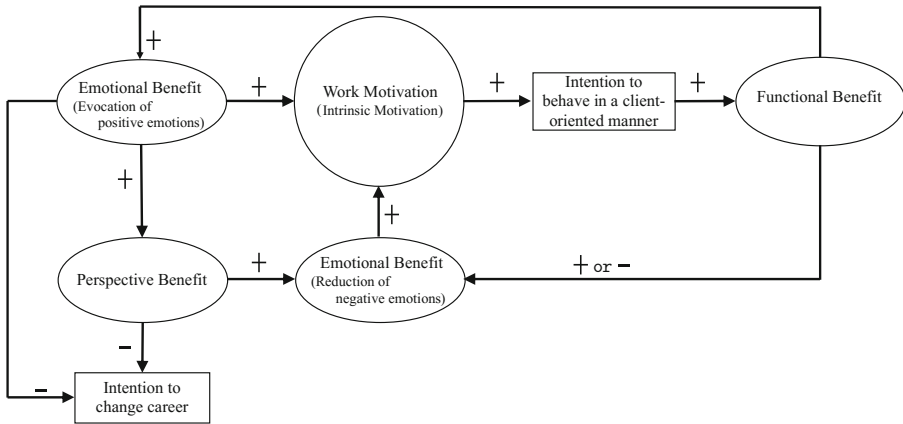 +
Emotional Benefit
(Evocation of
positive emotions)
+
Work Motivation
(Intrinsic Motivation)
+
Intention to
behave in a client-
oriented manner
+
Functional Benefit
+
+
Perspective Benefit
+
Emotional Benefit
(Reduction of
negative emotions)
+ or -
-
-
Intention to
change career